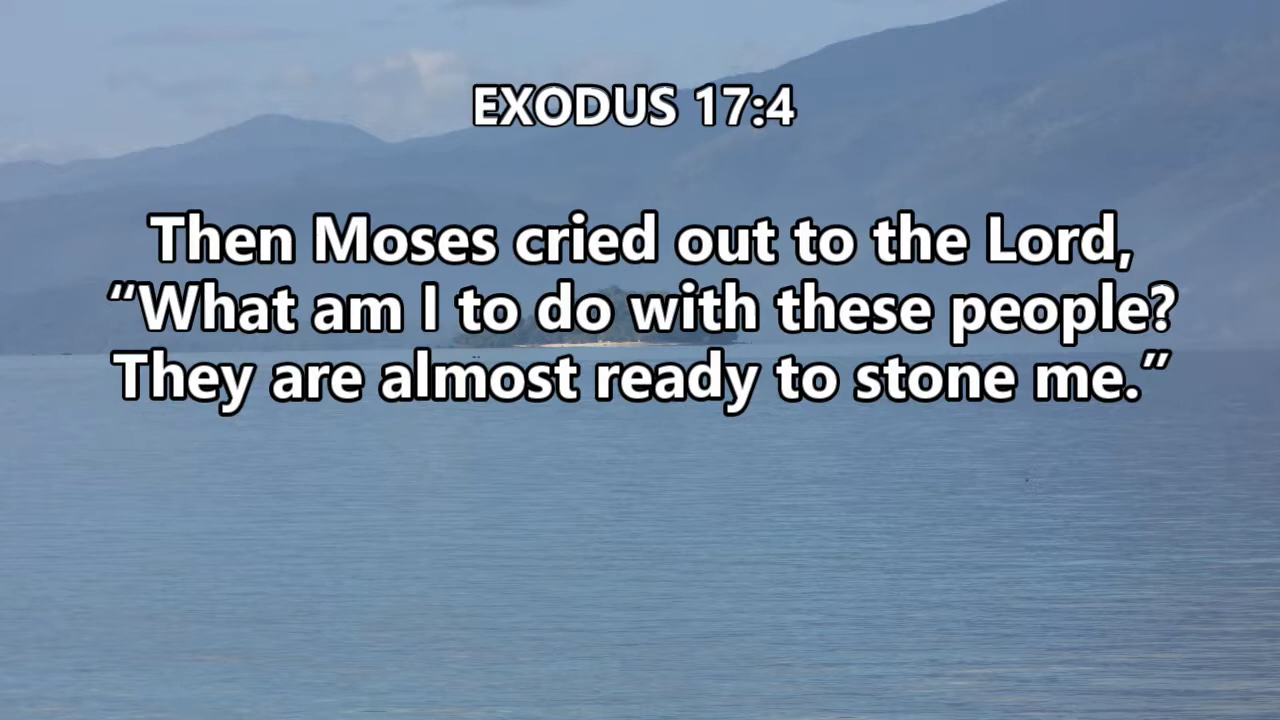 EXODUS 17:4
Then Moses cried out to the Lord,
“What am I to do with these people?
They are almost ready to stone me.”